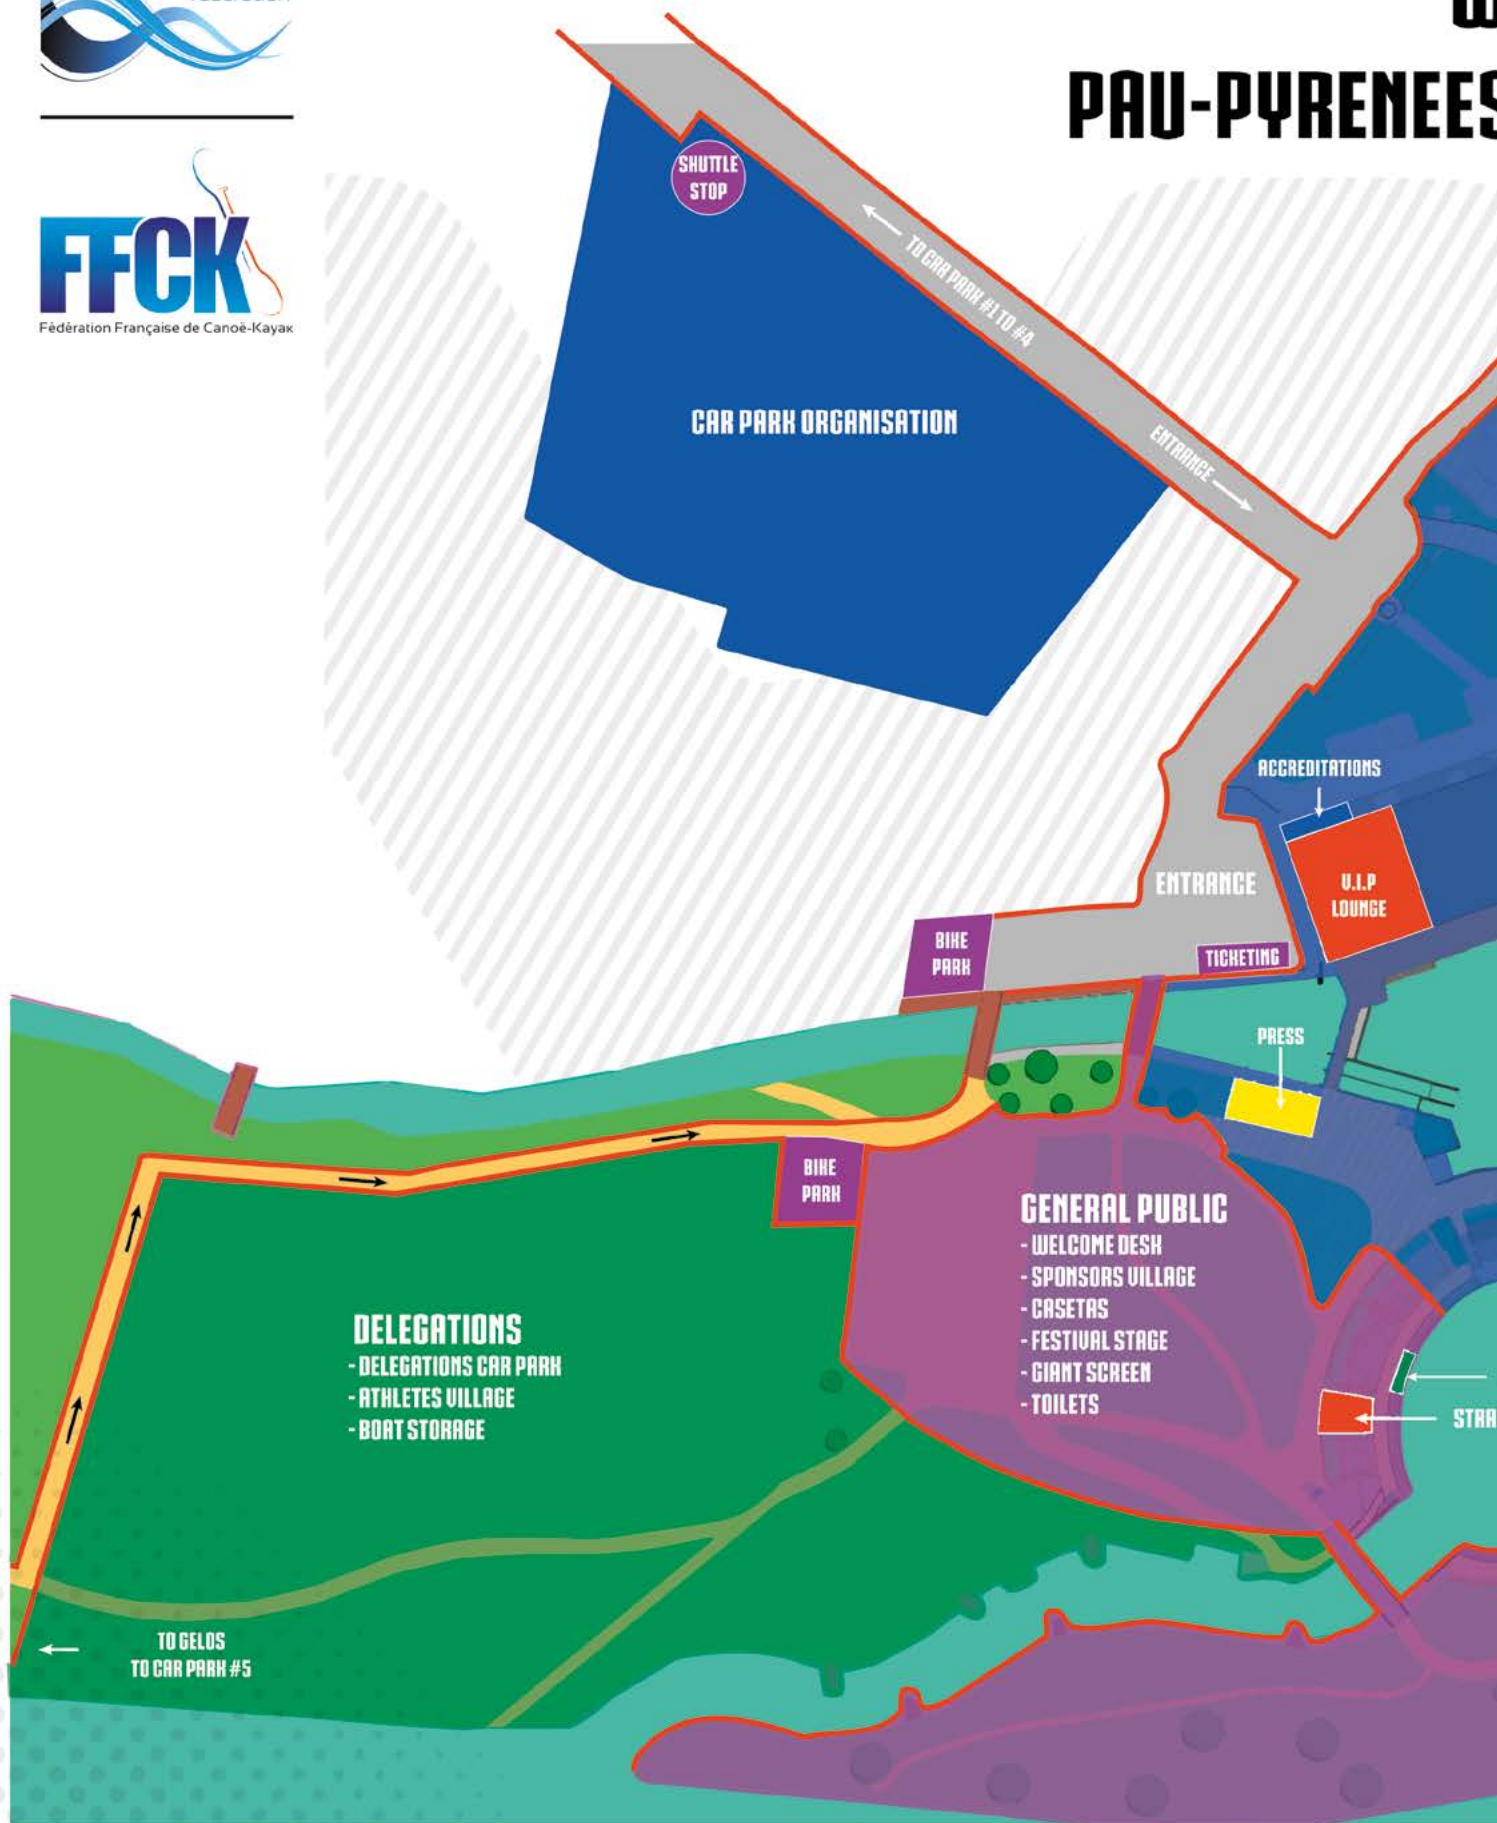 PAU-PYRENEES
FFCK
Fédération Française de Canoë-Kayak
SHUTTLE
STOP
TO CAR PARK #1 TO #4
CAR PARK ORGANISATION
ENTRANCE
ACCREDITATIONS
V.I.P
LOUNGE
ENTRANCE
BIKE
PARK
TICKETING
PRESS
BIKE
PARK
GENERAL PUBLIC
- WELCOME DESK
- SPONSORS VILLAGE
- CASETAS
- FESTIVAL STAGE
- GIANT SCREEN
- TOILETS
DELEGATIONS
- DELEGATIONS CAR PARK
- ATHLETES VILLAGE
- BOAT STORAGE
STRA
TO GELOS
TO CAR PARK #5